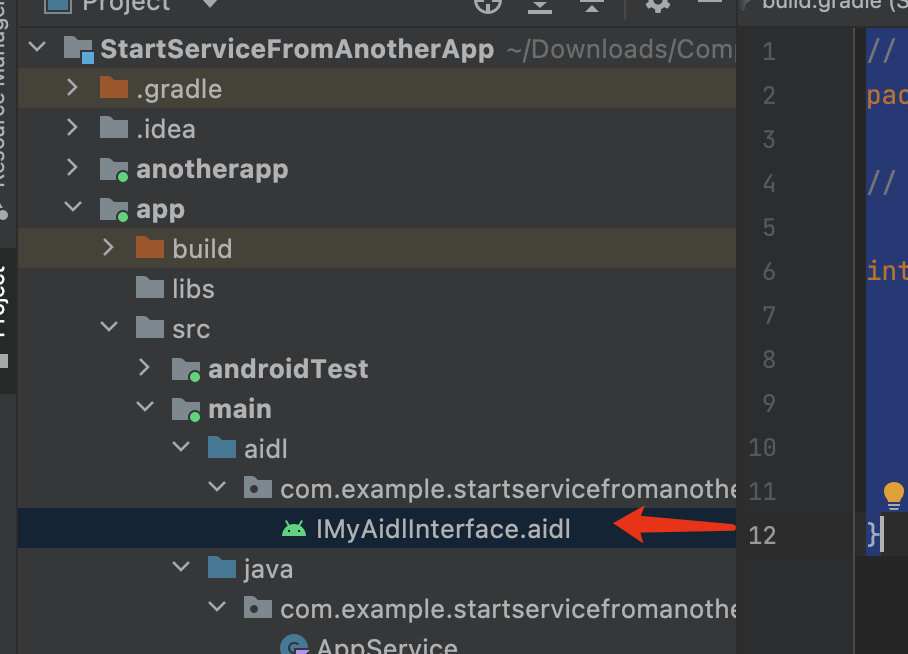 Project
StartServiceFromAnotherApp ~/Downloads/Com
.gradle
.idea
anotherapp
app
build
libs
src
androidTest
main
aidl
com.example.startservicefromanothe
IMyAidlInterface.aidl
java
com.example.startservicefromanothe
AppService
Resource Manager
Project
build.gradle (S
1 //
2 pac
3
4 //
5
6 int
7
8
9
10
11
12 }